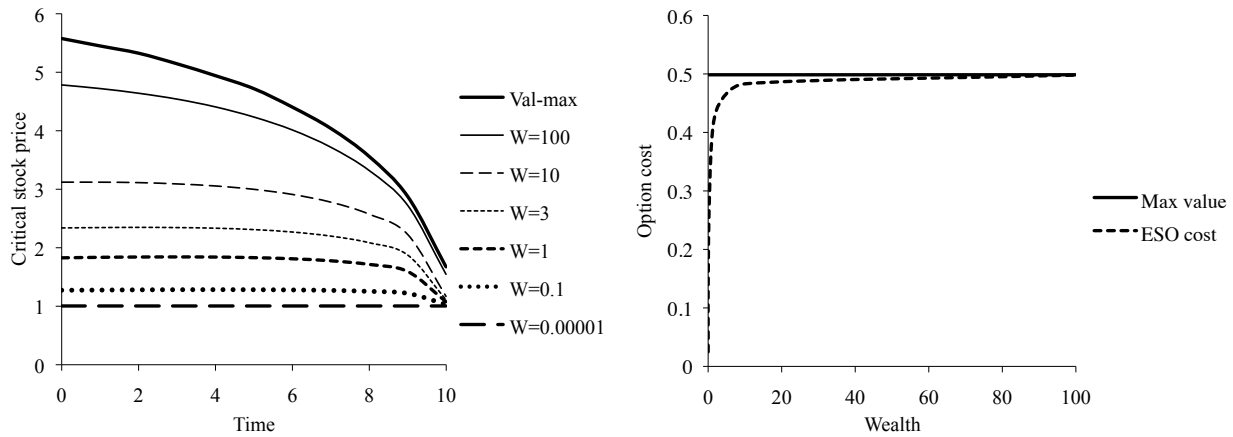 6
5
4
3
2
1
0
Critical stock price
0 2 4 6 8 10
Time
Val-max
W=100
W=10
W=3
W=1
W=0.1
W=0.00001
0.6
0.5
0.4
0.3
0.2
0.1
0
Option cost
0 20 40 60 80 100
Wealth
Max value
ESO cost